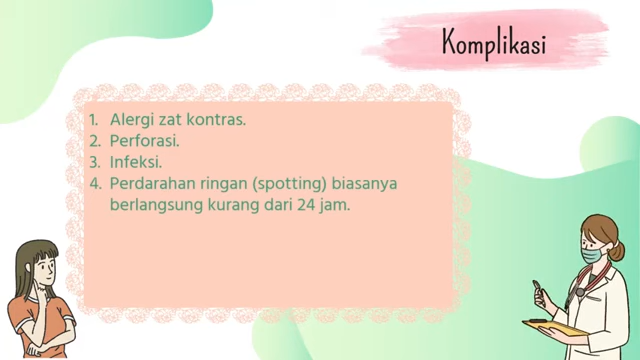 Komplikasi
1. Alergi zat kontras.
2. Perforasi.
3. Infeksi.
4. Perdarahan ringan (spotting) biasanya
berlangsung kurang dari 24 jam.